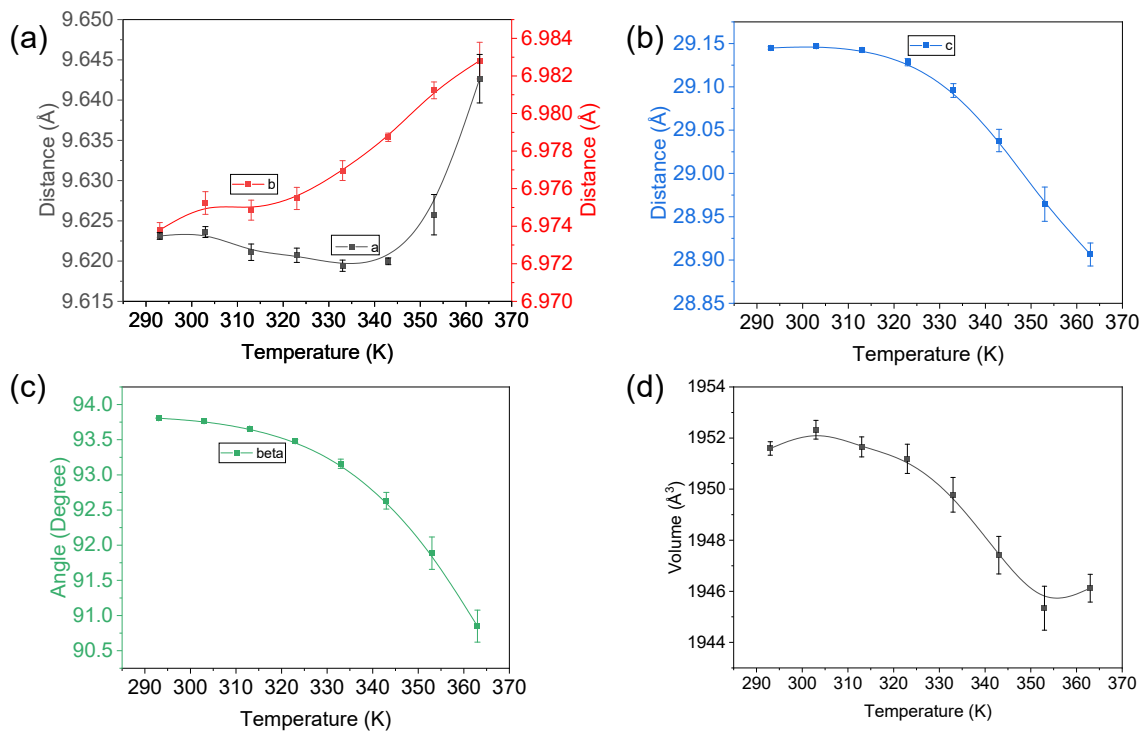 (a)
9.650
9.645
9.640
9.635
9.630
9.625
9.620
9.615
Distance (Å)
b
a
6.984
6.982
6.980
6.978
6.976
6.974
6.972
6.970
Distance (Å)
290 300 310 320 330 340 350 360 370
Temperature (K)
(b)
29.15
29.10
29.05
29.00
28.95
28.90
28.85
Distance (Å)
c
290 300 310 320 330 340 350 360 370
Temperature (K)
(c)
94.0
93.5
93.0
92.5
92.0
91.5
91.0
90.5
Angle (Degree)
beta
290 300 310 320 330 340 350 360 370
Temperature (K)
(d)
1954
1952
1950
1948
1946
1944
Volume (Å³)
290 300 310 320 330 340 350 360 370
Temperature (K)